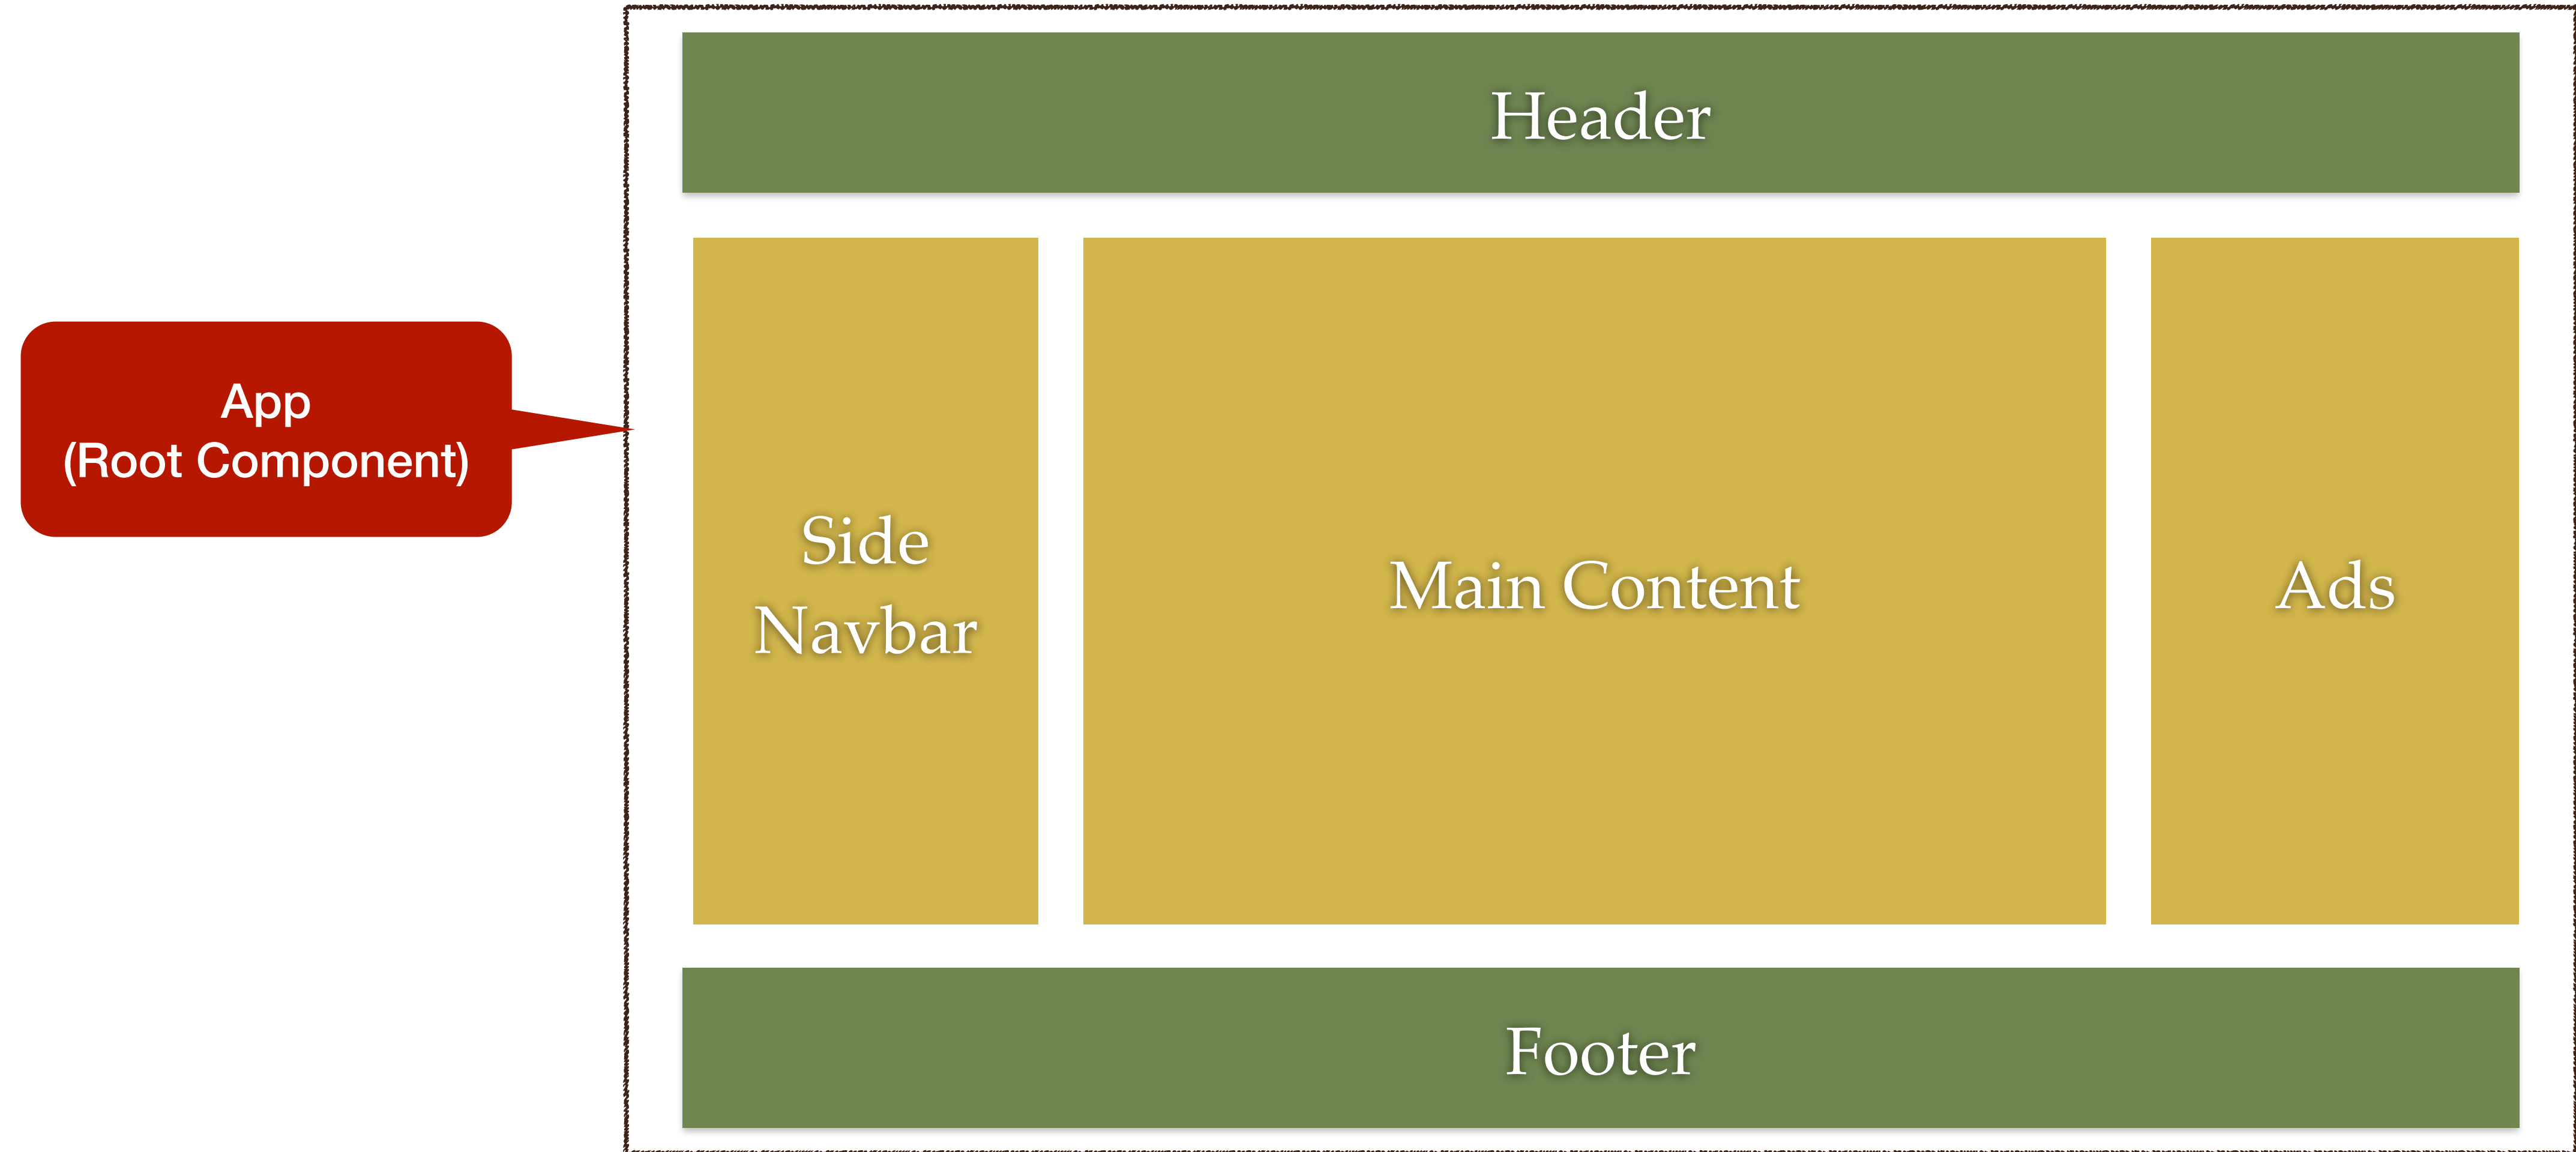 Header
App
(Root Component)
Side
Navbar
Main Content
Ads
Footer